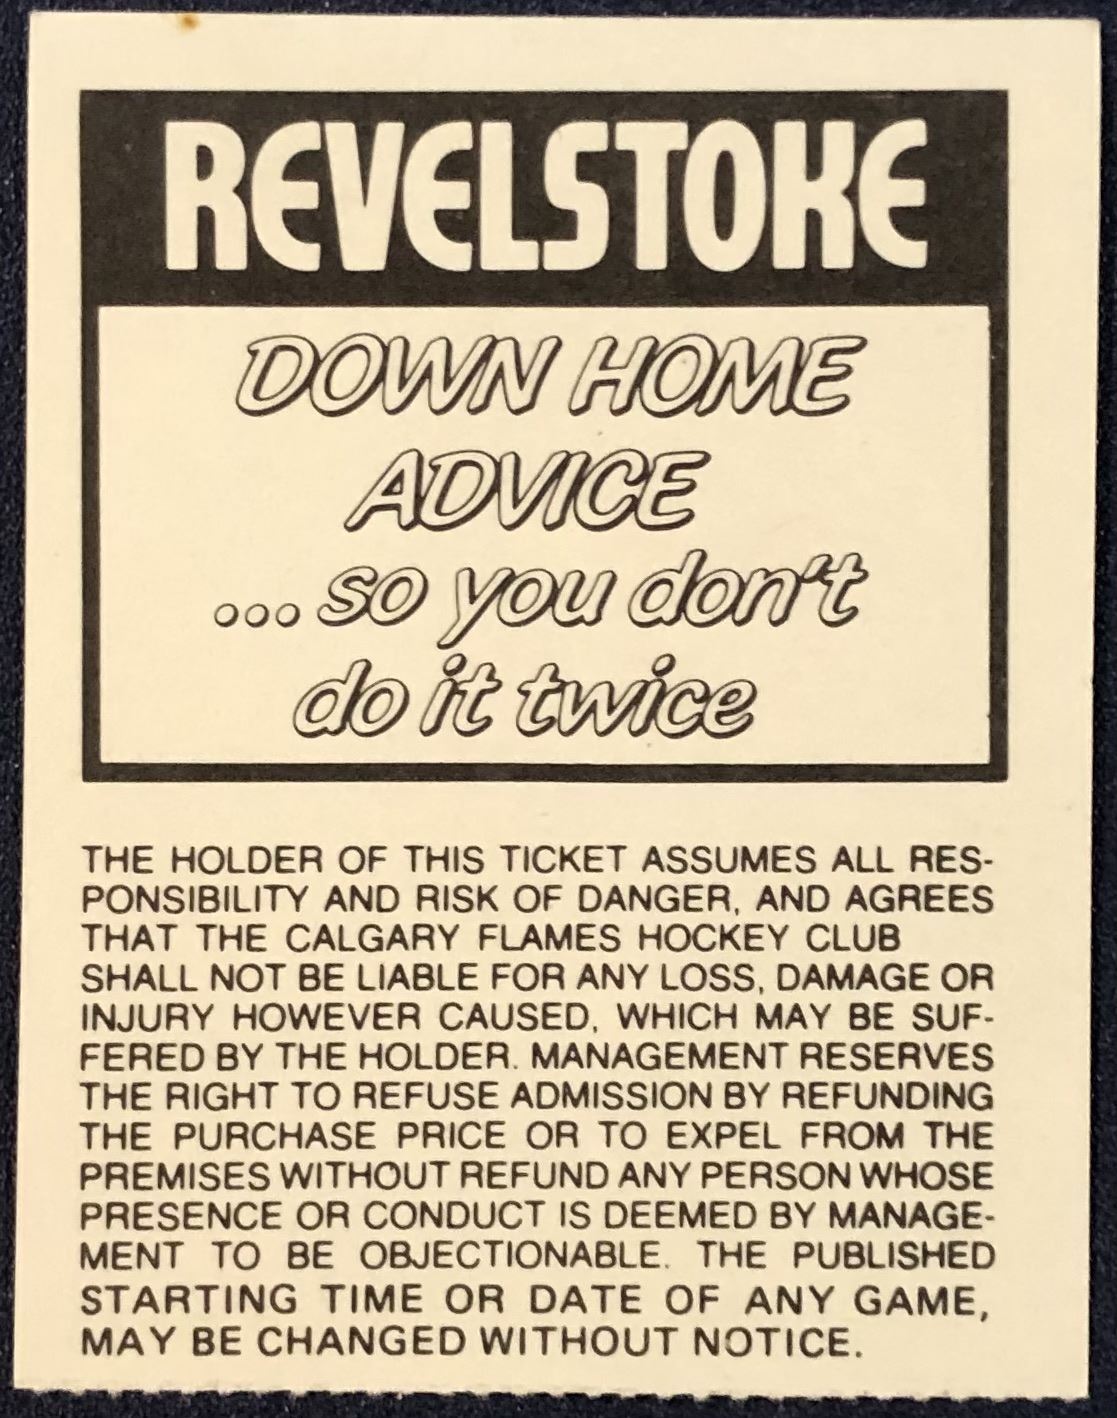 REVELSTOKE
DOWN HOME
ADVICE
...so you don't
do it twice
THE HOLDER OF THIS TICKET ASSUMES ALL RES-
PONSIBILITY AND RISK OF DANGER, AND AGREES
THAT THE CALGARY FLAMES HOCKEY CLUB
SHALL NOT BE LIABLE FOR ANY LOSS, DAMAGE OR
INJURY HOWEVER CAUSED, WHICH MAY BE SUF-
FERED BY THE HOLDER. MANAGEMENT RESERVES
THE RIGHT TO REFUSE ADMISSION BY REFUNDING
THE PURCHASE PRICE OR TO EXPEL FROM THE
PREMISES WITHOUT REFUND ANY PERSON WHOSE
PRESENCE OR CONDUCT IS DEEMED BY MANAGE-
MENT TO BE OBJECTIONABLE. THE PUBLISHED
STARTING TIME OR DATE OF ANY GAME,
MAY BE CHANGED WITHOUT NOTICE.